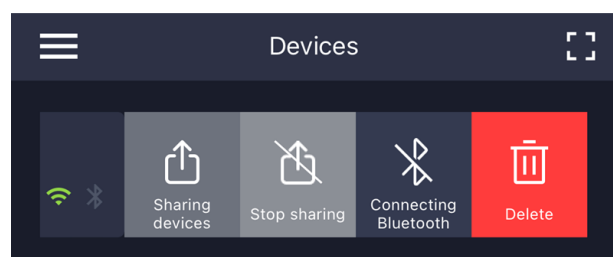 Devices
Sharing
devices
Stop sharing
Connecting
Bluetooth
Delete